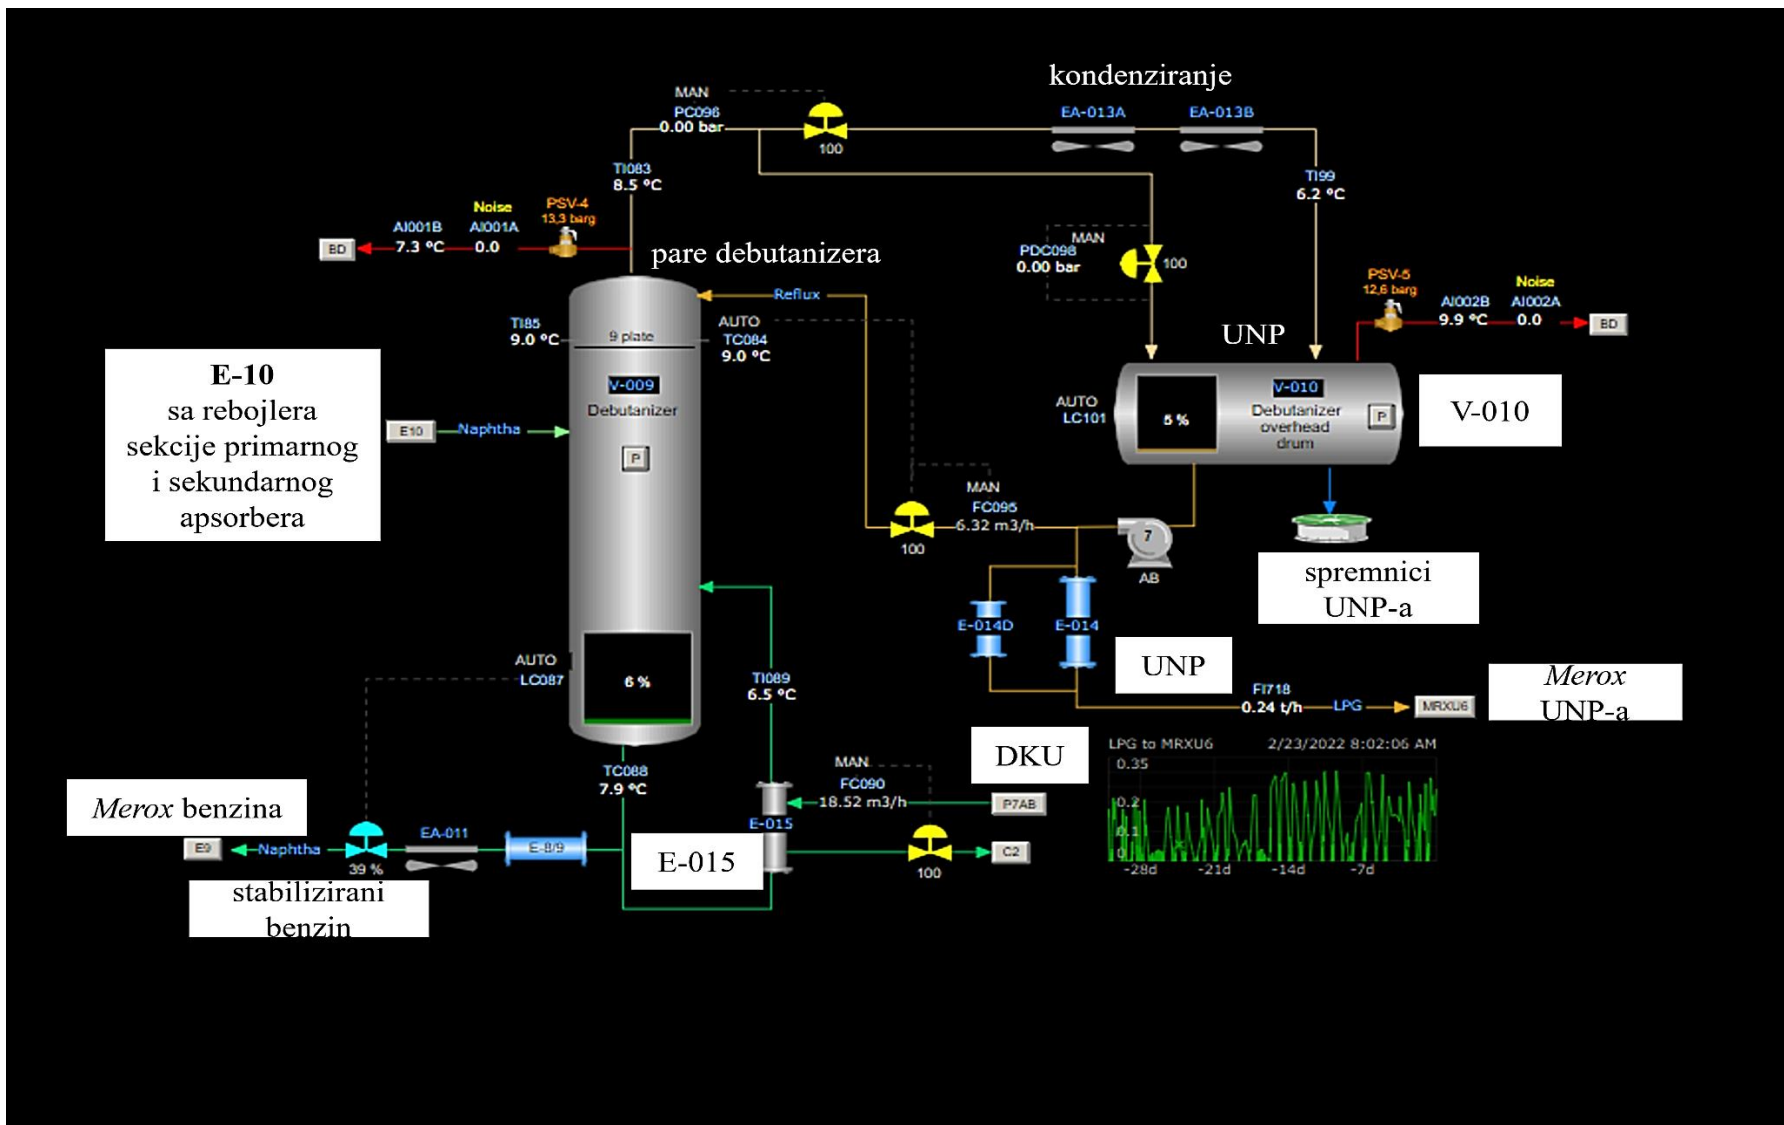 kondenziranje
MAN
PC096
0.00 bar
100
EA-013A
EA-013B
TI083
8.5 °C
TI99
6.2 °C
Noise
PSV-4
13,3 barg
AI001B
7.3 °C
AI001A
0.0
BD
pare debutanizera
MAN
PDC098
0.00 bar
100
PSV-5
12,6 barg
Noise
AI002B
9.9 °C
AI002A
0.0
BD
Reflux
UNP
TI85
9.0 °C
9 plate
AUTO
TC084
9.0 °C
E-10
sa rebojlera
sekcije primarnog
i sekundarnog
apsorbera
V-009
Debutanizer
P
E10
Naphtha
AUTO
LC101
5 %
V-010
Debutanizer
overhead
drum
P
V-010
MAN
FC095
6.32 m3/h
100
7
AB
spremnici
UNP-a
E-014D
E-014
UNP
AUTO
LC087
6 %
TI089
6.5 °C
FI718
0.24 t/h
LPG
MRXU6
Merox
UNP-a
DKU
LPG to MRXU6
2/23/2022 8:02:06 AM
0.35
0.2
0.1
0
-28d
-21d
-14d
-7d
TC088
7.9 °C
MAN
FC090
18.52 m3/h
P7AB
E-015
E-015
100
C2
Merox benzina
EA-011
E9
Naphtha
39 %
E-8/9
stabilizirani
benzin